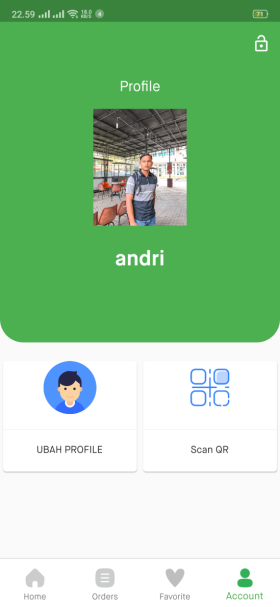 22.59
Profile
andri
UBAH PROFILE
Scan QR
Home
Orders
Favorite
Account